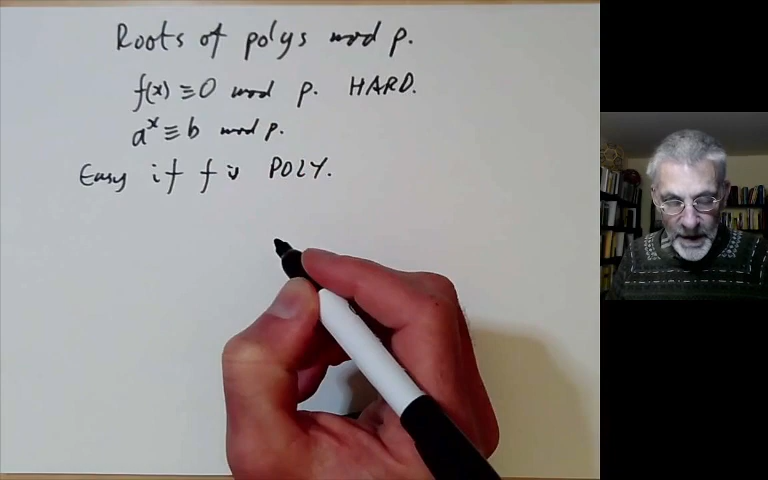 Roots of polys mod p.
f(x) ≡ 0 mod p. HARD.
a^x ≡ b mod p.
Easy if f is POLY.